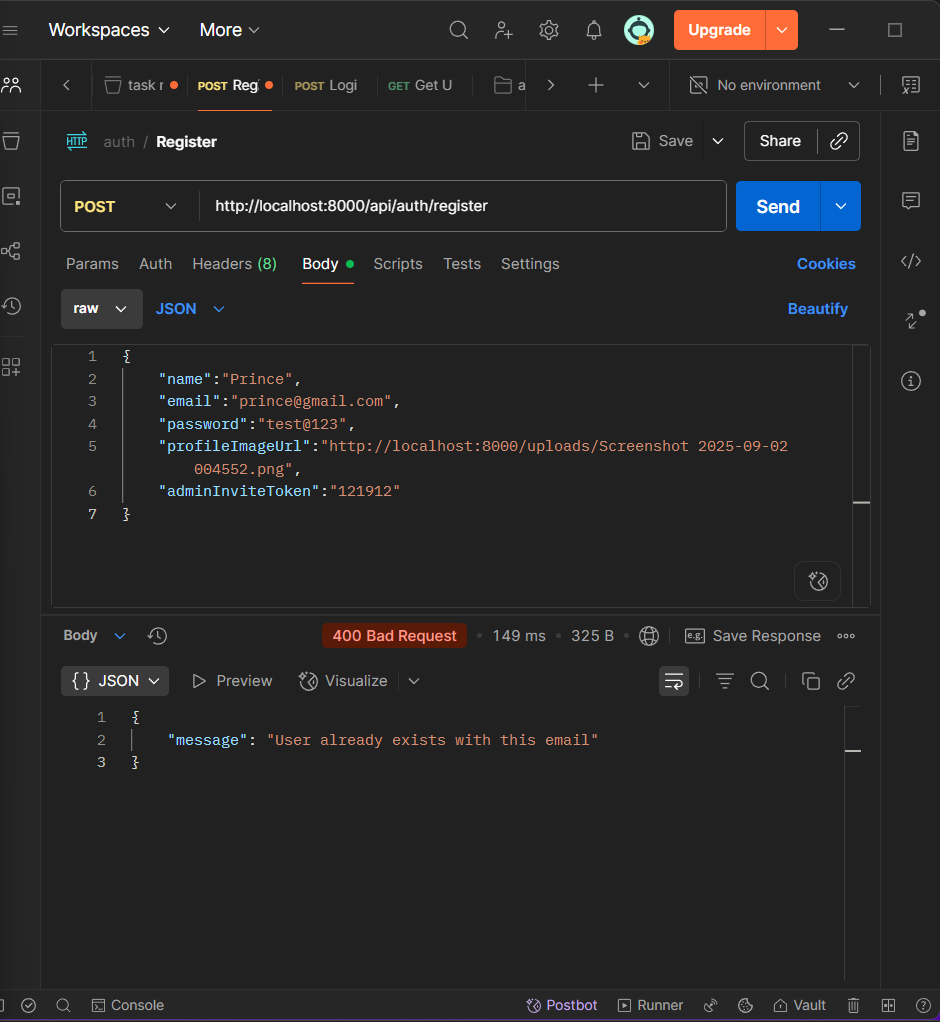 Workspaces More Upgrade
task r POST Reg POST Logi GET Get U a No environment
HTTP auth / Register Save Share
POST http://localhost:8000/api/auth/register Send
Params Auth Headers (8) Body Scripts Tests Settings Cookies
raw JSON Beautify
1 {
2 "name":"Prince",
3 "email":"prince@gmail.com",
4 "password":"test@123",
5 "profileImageUrl":"http://localhost:8000/uploads/Screenshot 2025-09-02
004552.png",
6 "adminInviteToken":"121912"
7 }
Body 400 Bad Request • 149 ms • 325 B • e.g. Save Response
{} JSON Preview Visualize
1 {
2 "message": "User already exists with this email"
3 }
Console Postbot Runner Vault